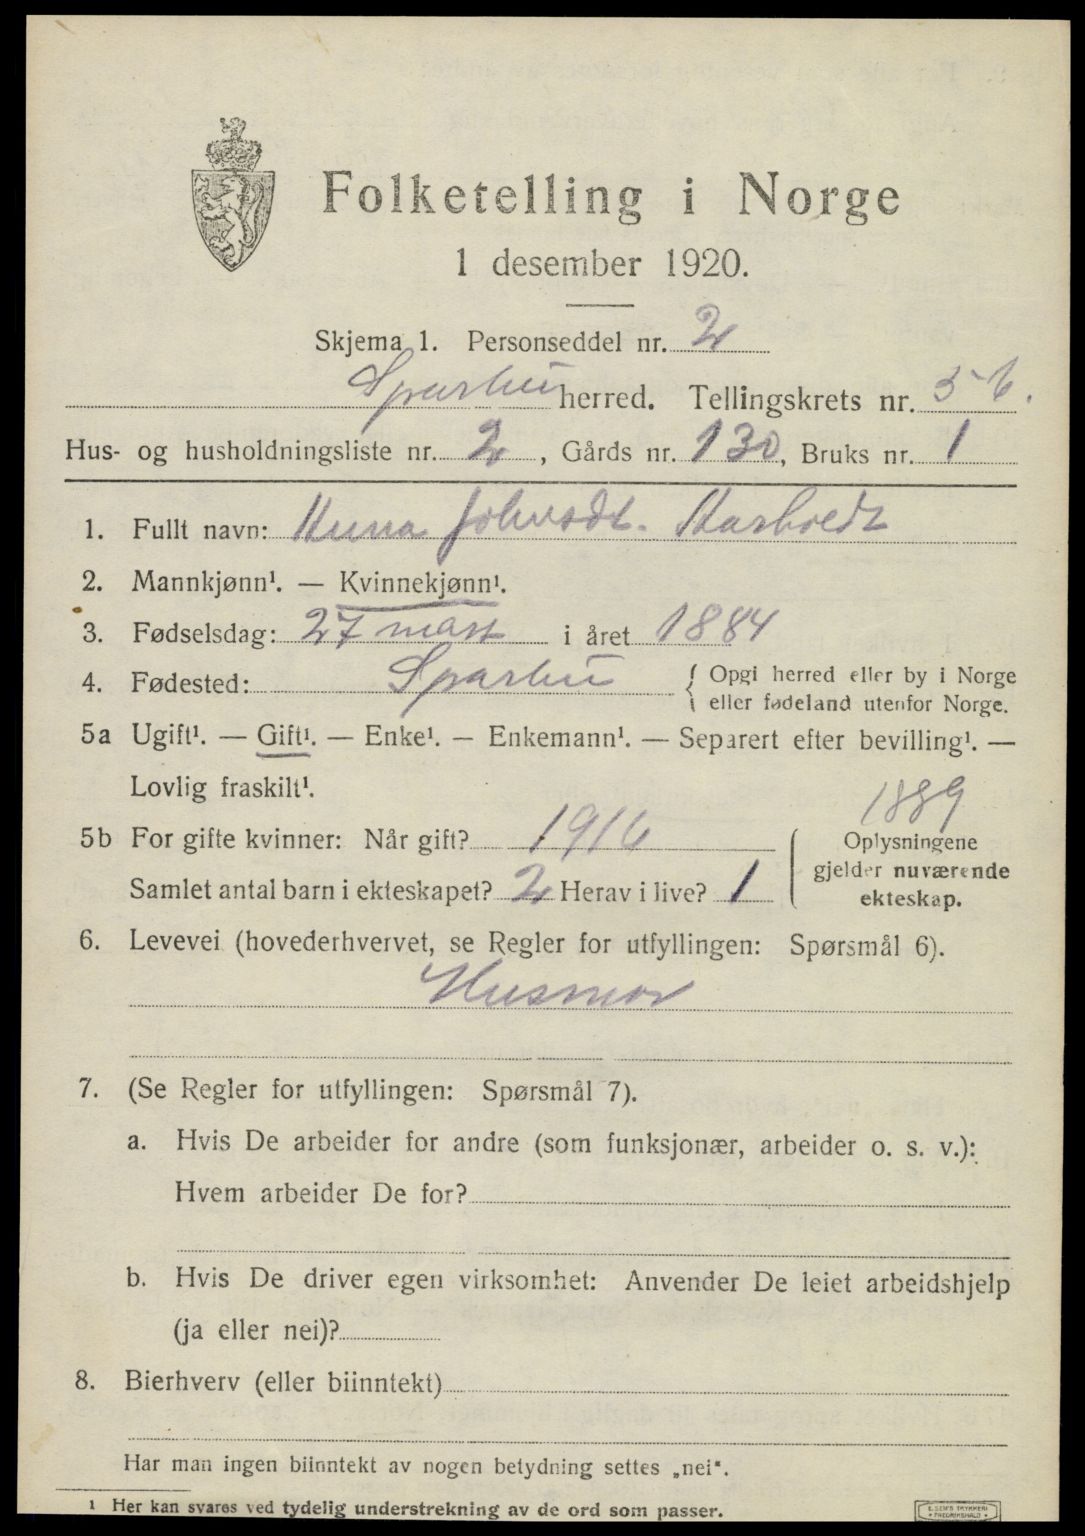 Folketelling i Norge
1 desember 1920.
Skjema 1. Personseddel nr. 2
Sparbu herred. Tellingskrets nr. 5-6.
Hus- og husholdningsliste nr. 2, Gårds nr. 130, Bruks nr. 1
1. Fullt navn: Anna Johnsdt.
2. Mannkjønn¹. — Kvinnekjønn¹.
3. Fødselsdag: 27 mars i året 1884
4. Fødested: Sparbu { Opgi herred eller by i Norge
eller fødeland utenfor Norge.
5a Ugift¹. — Gift¹. — Enke¹. — Enkemann¹. — Separert efter bevilling¹. —
Lovlig fraskilt¹.
1889
5b For gifte kvinner: Når gift? 1916
Samlet antal barn i ekteskapet? 2 Herav i live? 1
Oplysningene
gjelder nuværende
ekteskap.
6. Levevei (hovederhvervet, se Regler for utfyllingen: Spørsmål 6).
Husmor
7. (Se Regler for utfyllingen: Spørsmål 7).
a. Hvis De arbeider for andre (som funksjonær, arbeider o. s. v.):
Hvem arbeider De for?
b. Hvis De driver egen virksomhet: Anvender De leiet arbeidshjelp
(ja eller nei)?
8. Bierhverv (eller biinntekt)
Har man ingen biinntekt av nogen betydning settes „nei“.
¹ Her kan svares ved tydelig understrekning av de ord som passer.